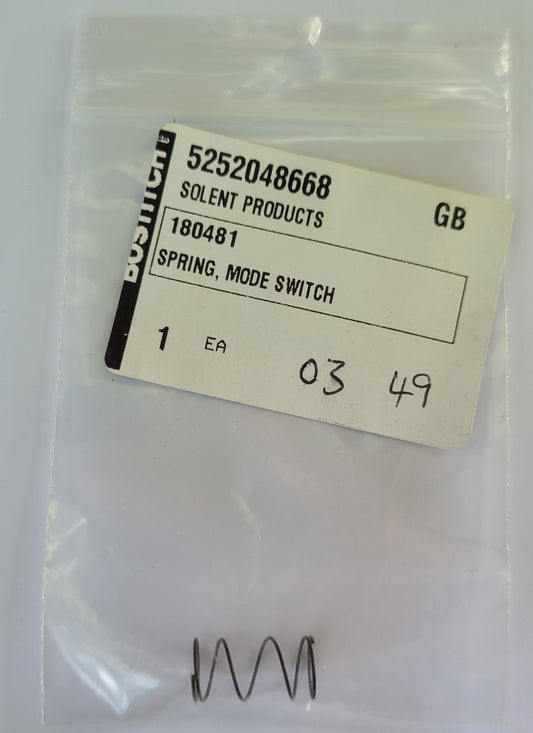 BOSTITCH
5252048668
SOLENT PRODUCTS
GB
180481
SPRING, MODE SWITCH
1 EA
03 49